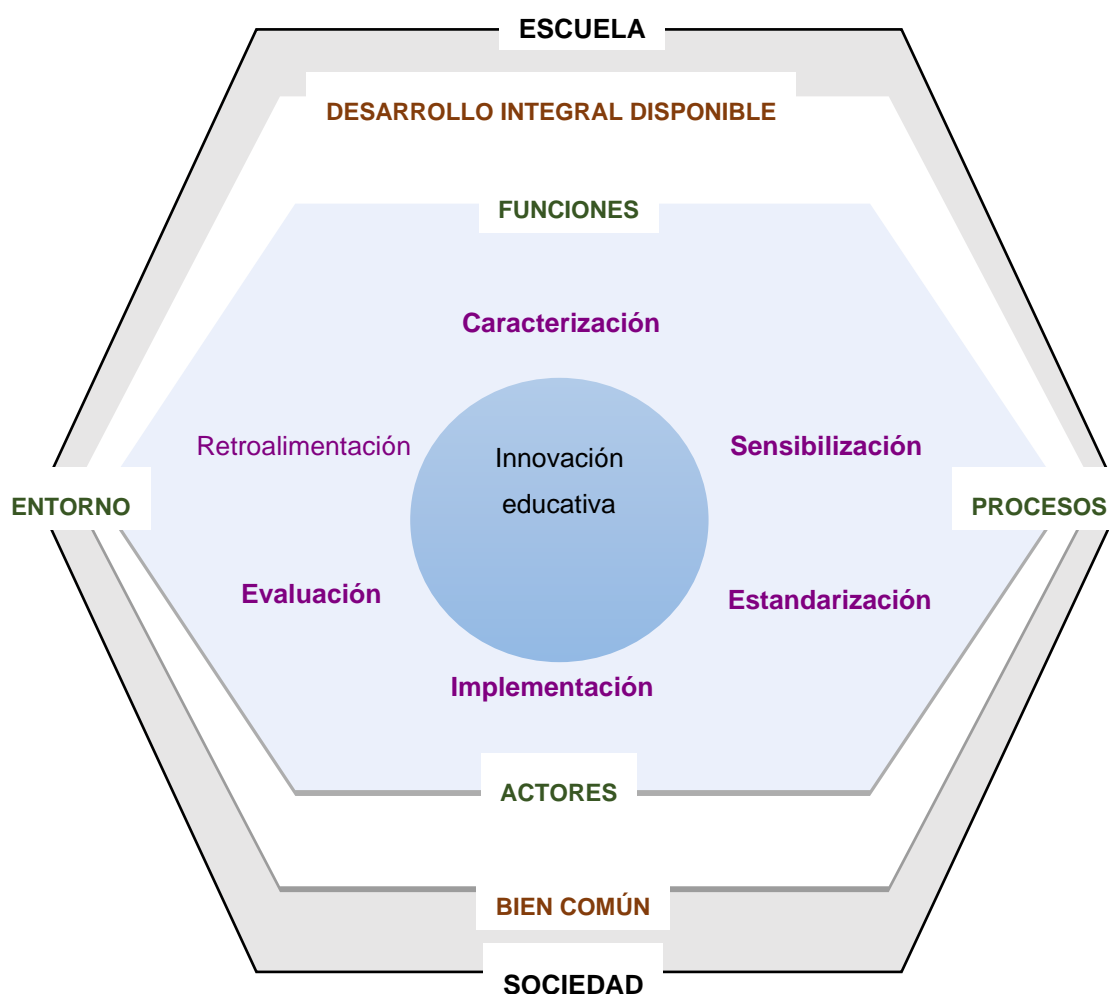 ESCUELA
DESARROLLO INTEGRAL DISPONIBLE
FUNCIONES
Caracterización
Retroalimentación
Innovación
educativa
Sensibilización
ENTORNO
PROCESOS
Evaluación
Estandarización
Implementación
ACTORES
BIEN COMÚN
SOCIEDAD